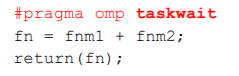 #pragma omp taskwait
fn = fnm1 + fnm2;
return(fn);